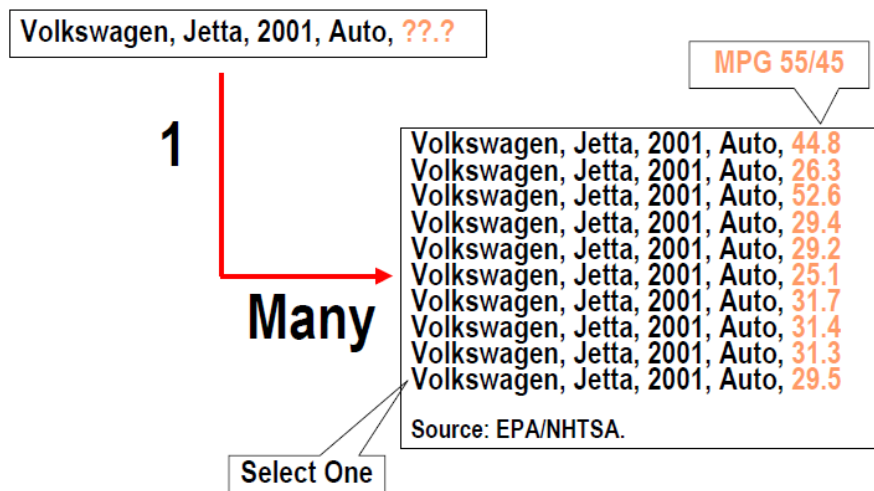 Volkswagen, Jetta, 2001, Auto, ??.?
MPG 55/45
1
Many
Volkswagen, Jetta, 2001, Auto, 44.8
Volkswagen, Jetta, 2001, Auto, 26.3
Volkswagen, Jetta, 2001, Auto, 52.6
Volkswagen, Jetta, 2001, Auto, 29.4
Volkswagen, Jetta, 2001, Auto, 29.2
Volkswagen, Jetta, 2001, Auto, 25.1
Volkswagen, Jetta, 2001, Auto, 31.7
Volkswagen, Jetta, 2001, Auto, 31.4
Volkswagen, Jetta, 2001, Auto, 31.3
Volkswagen, Jetta, 2001, Auto, 29.5
Source: EPA/NHTSA.
Select One